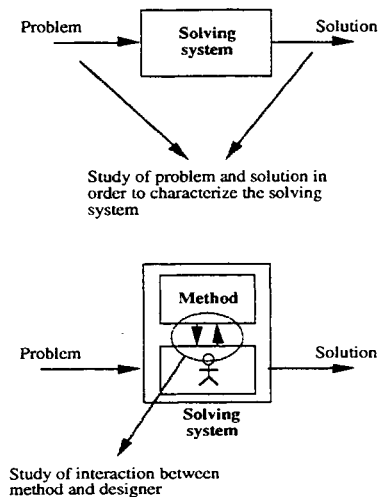 Problem
Solving
system
Solution
Study of problem and solution in
order to characterize the solving
system
Method
Problem
Solution
Solving
system
Study of interaction between
method and designer